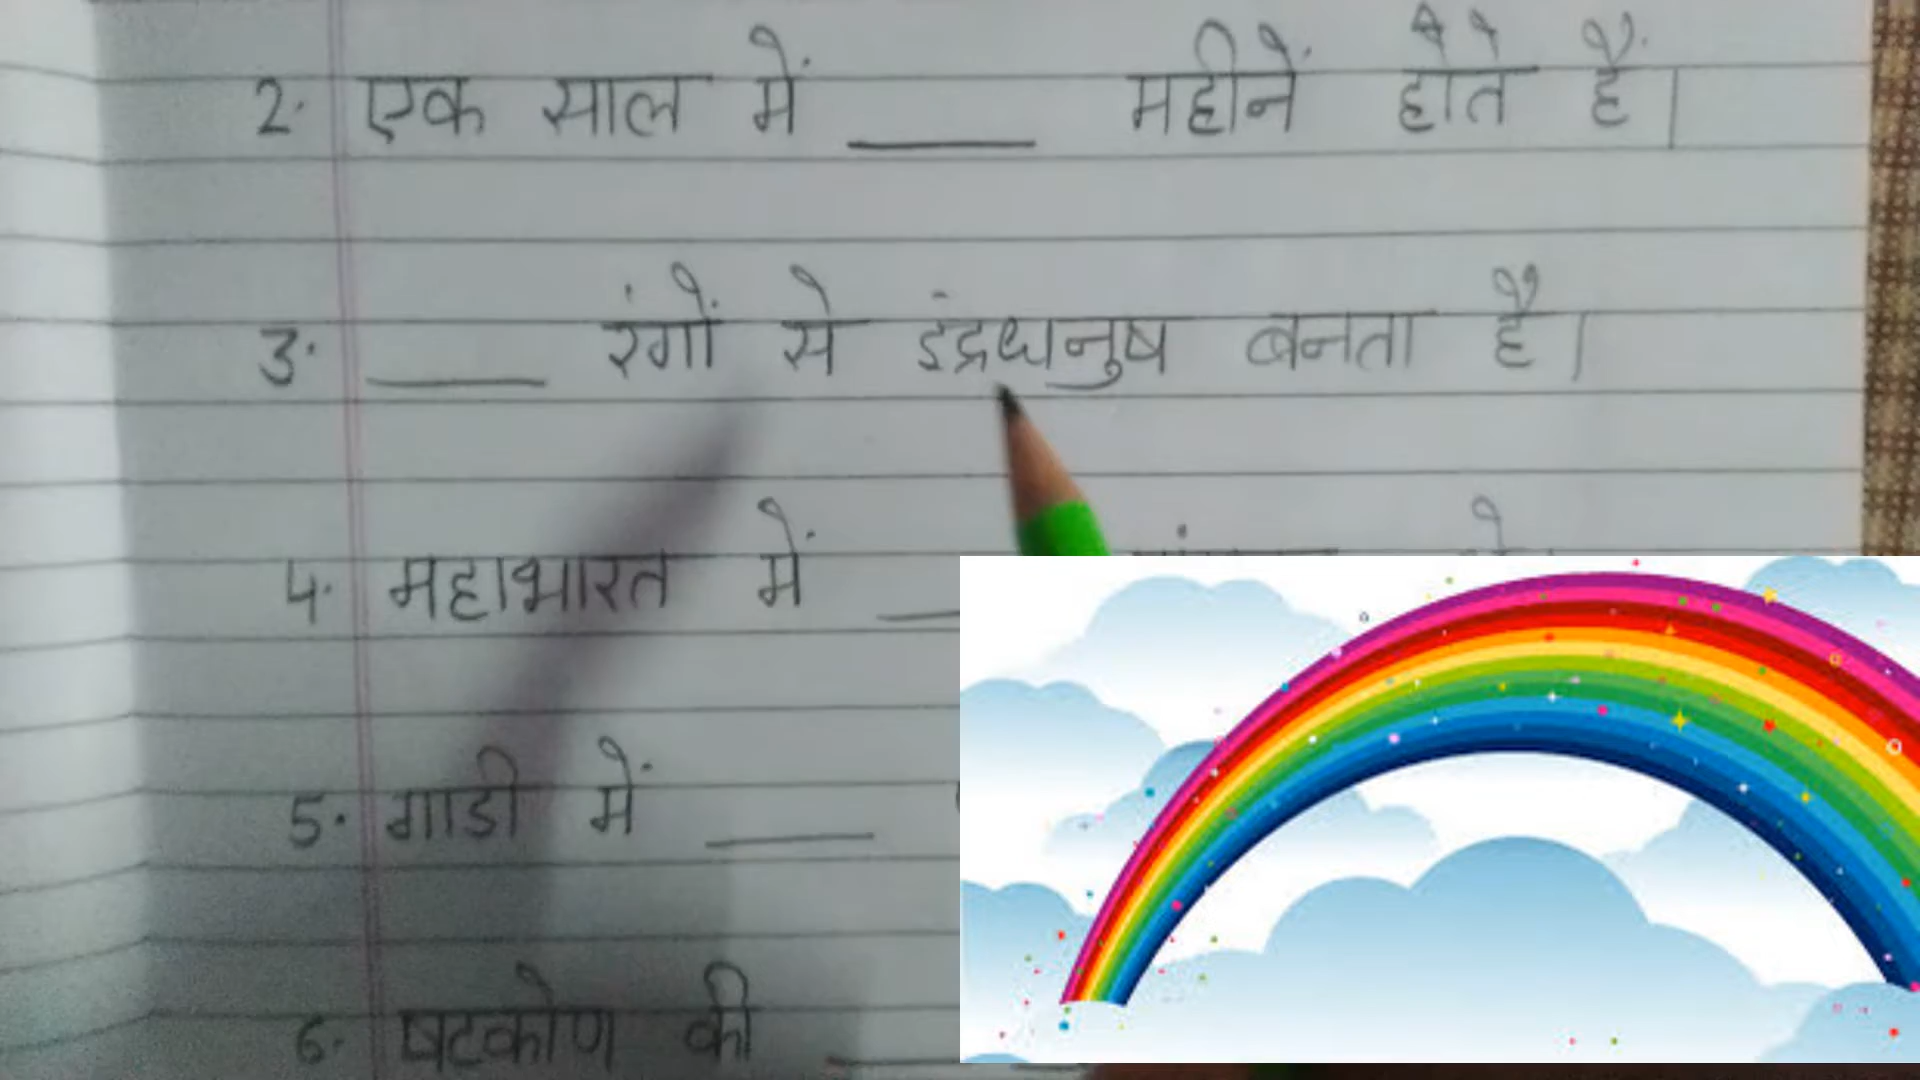 2. एक साल में ____ महीनें होते हैं।
3. ____ रंगों से इंद्रधनुष बनता है।
4. महाभारत में ____
5. गाडी में ____
6. षटकोण की ____